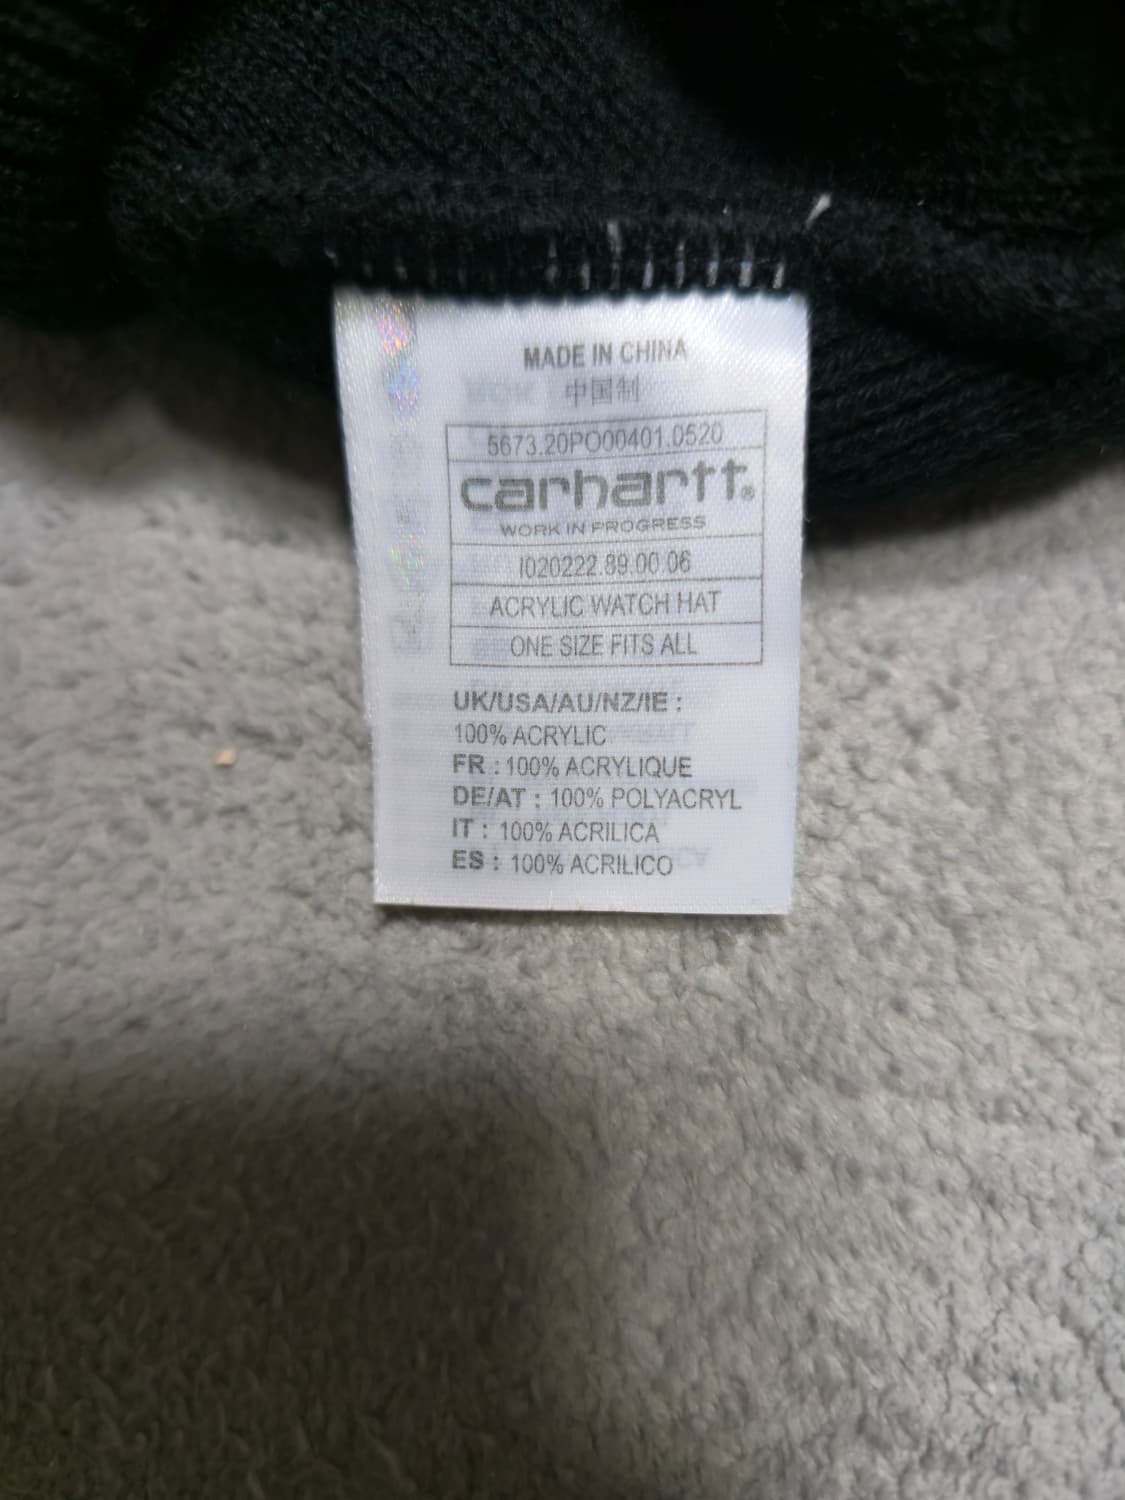 MADE IN CHINA
中国制
5673.20PO00401.0520
carhartt®
WORK IN PROGRESS
I020222.89.00.06
ACRYLIC WATCH HAT
ONE SIZE FITS ALL
UK/USA/AU/NZ/IE :
100% ACRYLIC
FR : 100% ACRYLIQUE
DE/AT : 100% POLYACRYL
IT : 100% ACRILICA
ES : 100% ACRILICO